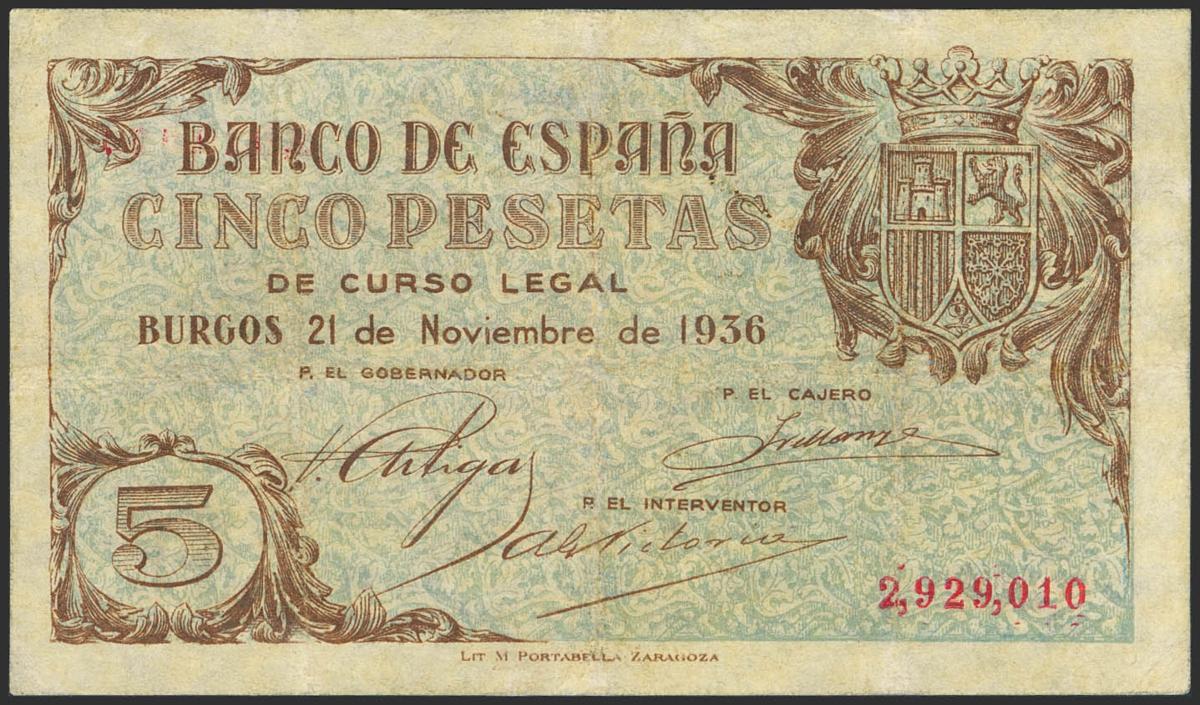 BANCO DE ESPAÑA
CINCO PESETAS
DE CURSO LEGAL
BURGOS 21 de Noviembre de 1936
P. EL GOBERNADOR
P. EL CAJERO
P. EL INTERVENTOR
5
2,929,010
LIT M PORTABELLA ZARAGOZA